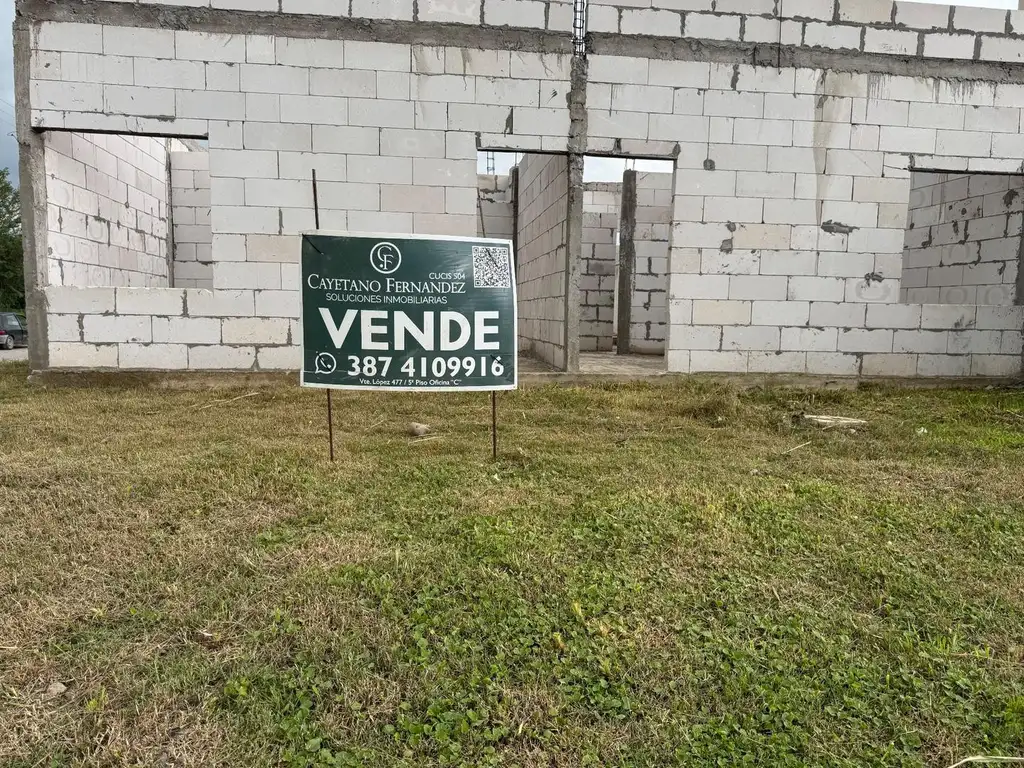 CF
CUCIS 504
CAYETANO FERNANDEZ
SOLUCIONES INMOBILIARIAS
VENDE
387 4109916
Vte. López 477 / 5º Piso Oficina "C"